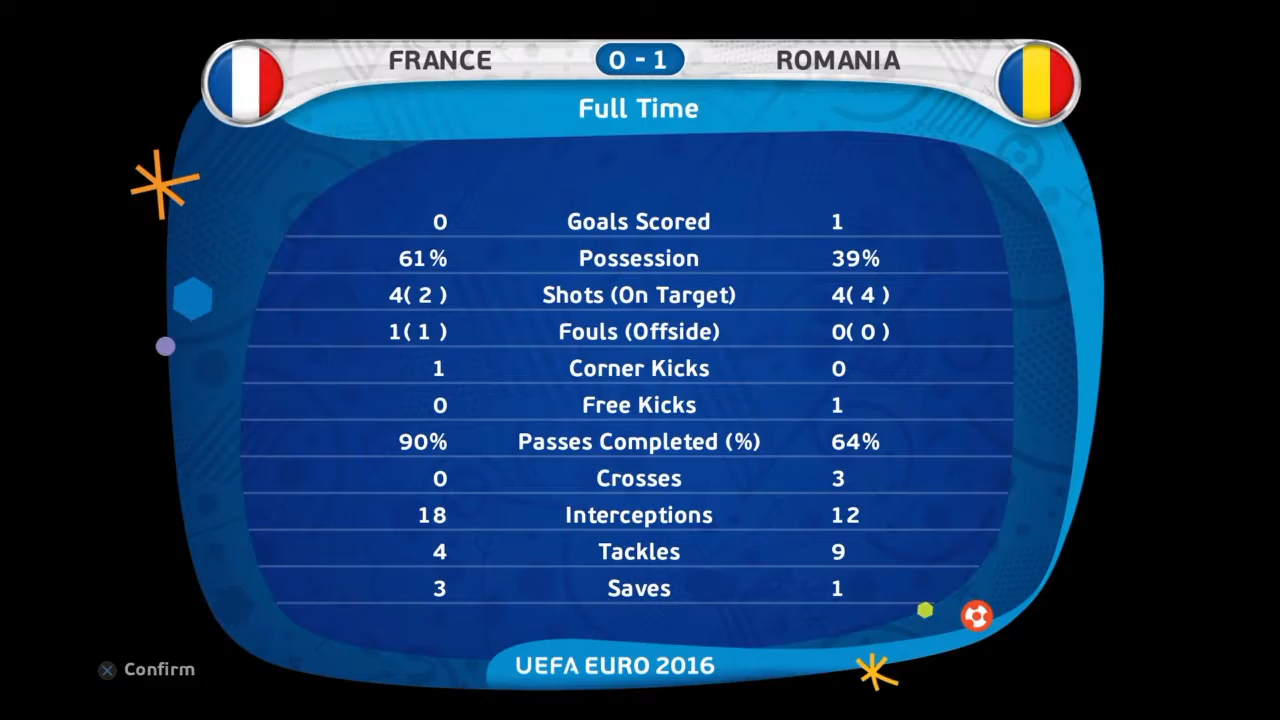 FRANCE 0 - 1 ROMANIA
Full Time
0 Goals Scored 1
61% Possession 39%
4( 2 ) Shots (On Target) 4( 4 )
1( 1 ) Fouls (Offside) 0( 0 )
1 Corner Kicks 0
0 Free Kicks 1
90% Passes Completed (%) 64%
0 Crosses 3
18 Interceptions 12
4 Tackles 9
3 Saves 1
UEFA EURO 2016
Confirm